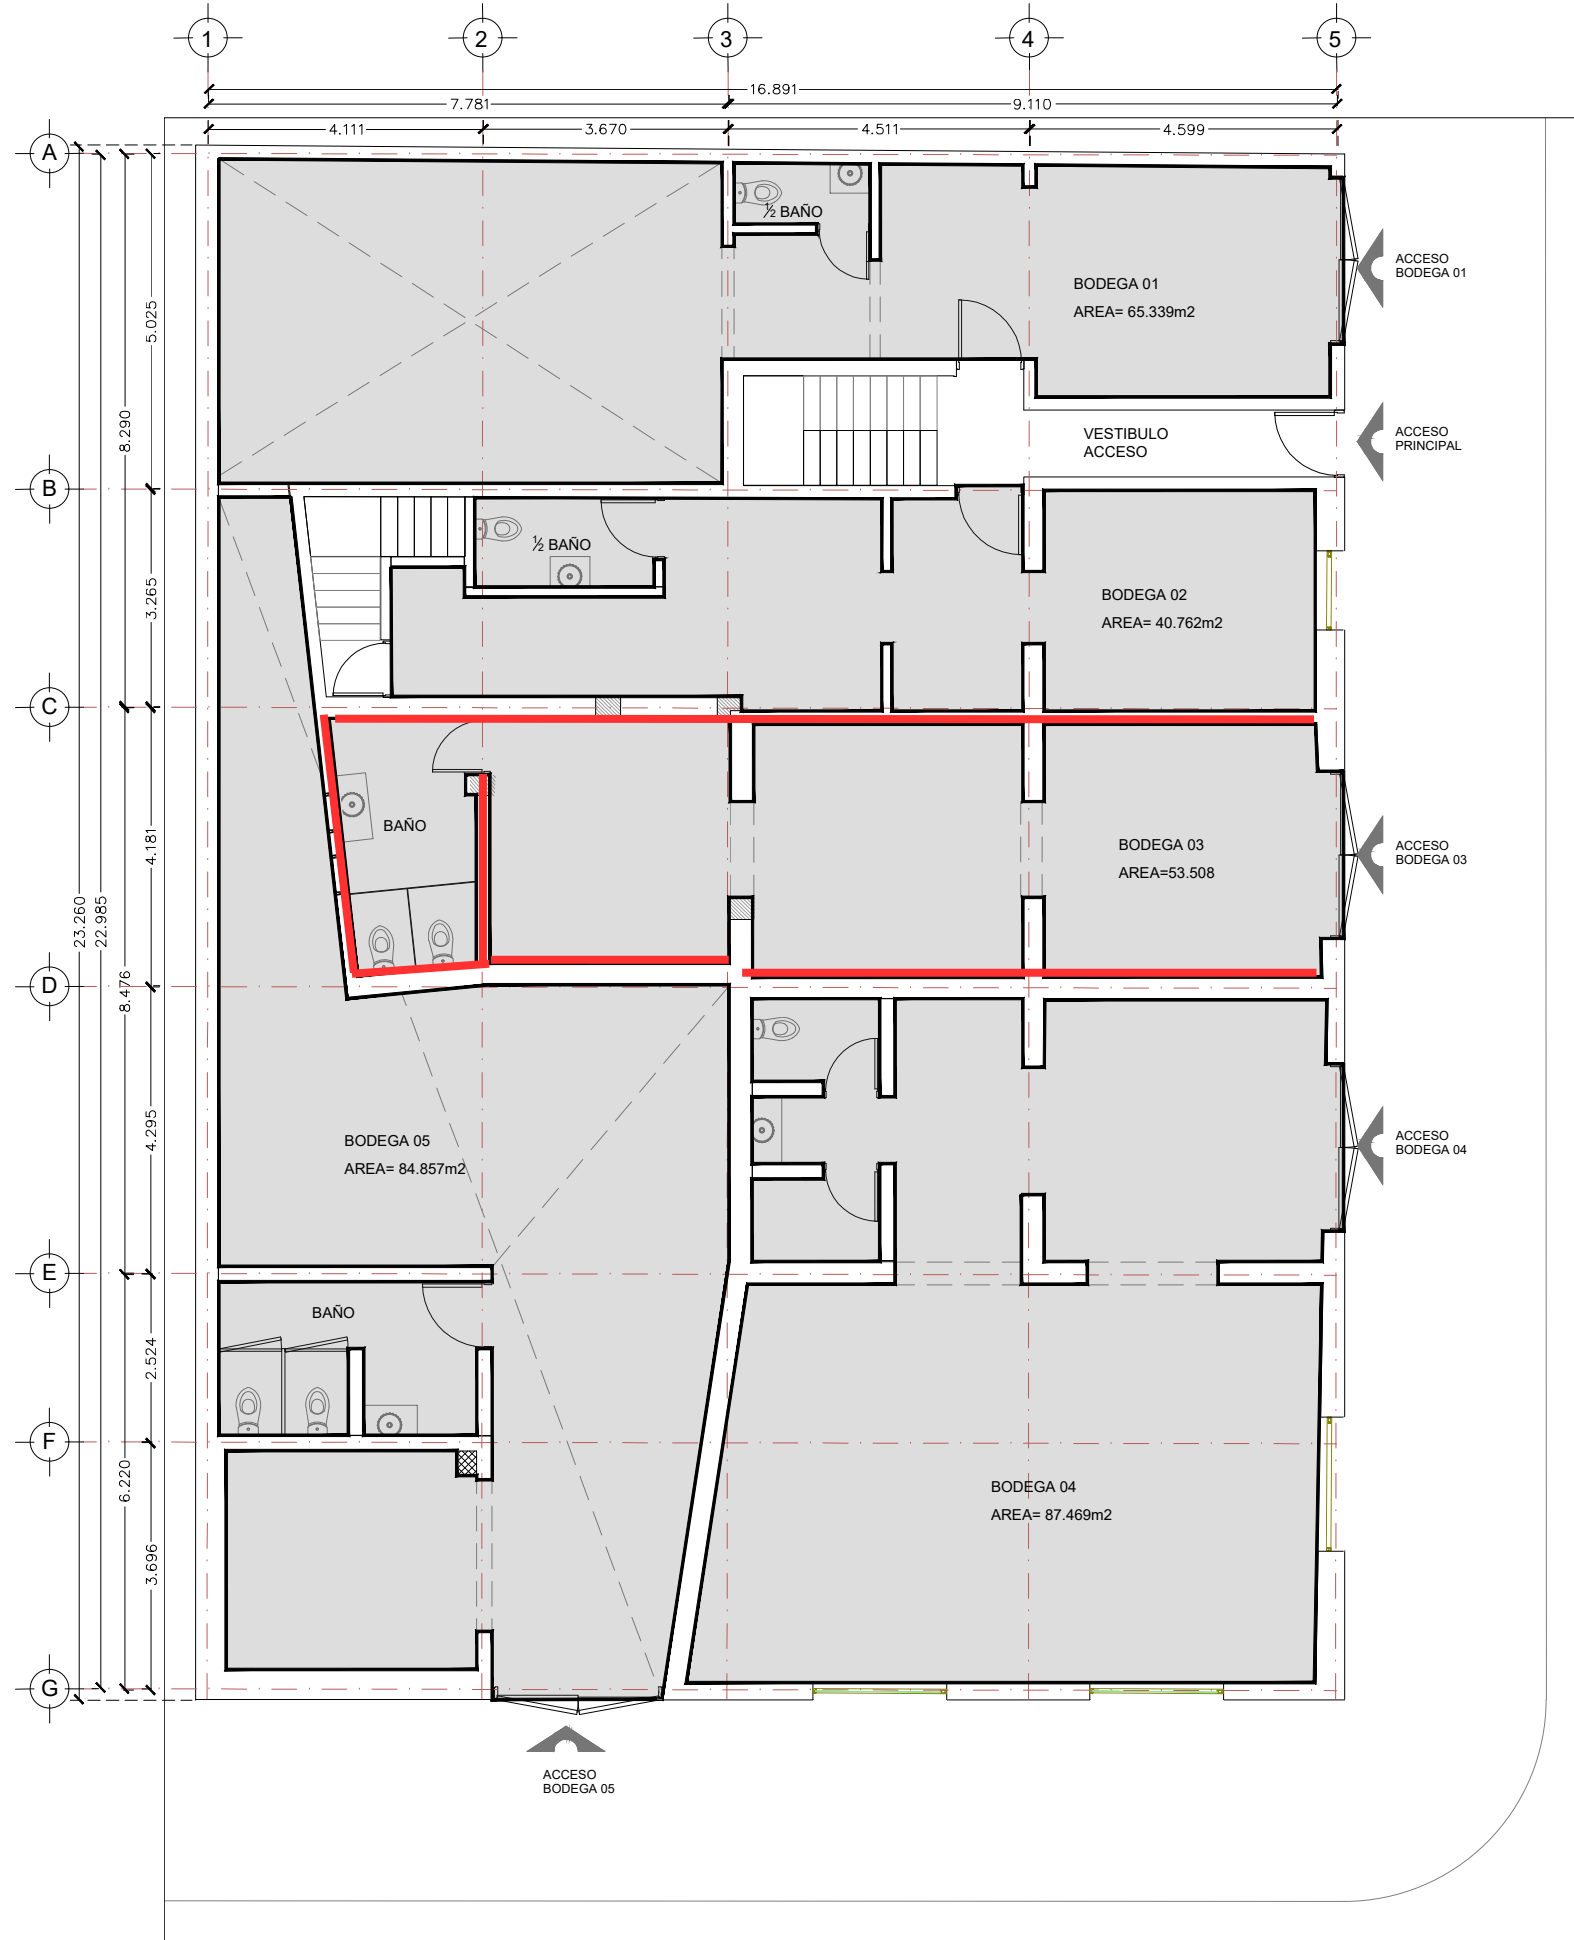 1 2 3 4 5
16.891
7.781 9.110
4.111 3.670 4.511 4.599
A
B
C
D
E
F
G
23.260
22.985
8.290
8.476
6.220
5.025
3.265
4.181
4.295
2.524
3.696
½ BAÑO
BODEGA 01
AREA= 65.339m2
ACCESO
BODEGA 01
VESTIBULO
ACCESO
ACCESO
PRINCIPAL
½ BAÑO
BODEGA 02
AREA= 40.762m2
BAÑO
BODEGA 03
AREA=53.508
ACCESO
BODEGA 03
BODEGA 05
AREA= 84.857m2
ACCESO
BODEGA 04
BAÑO
BODEGA 04
AREA= 87.469m2
ACCESO
BODEGA 05